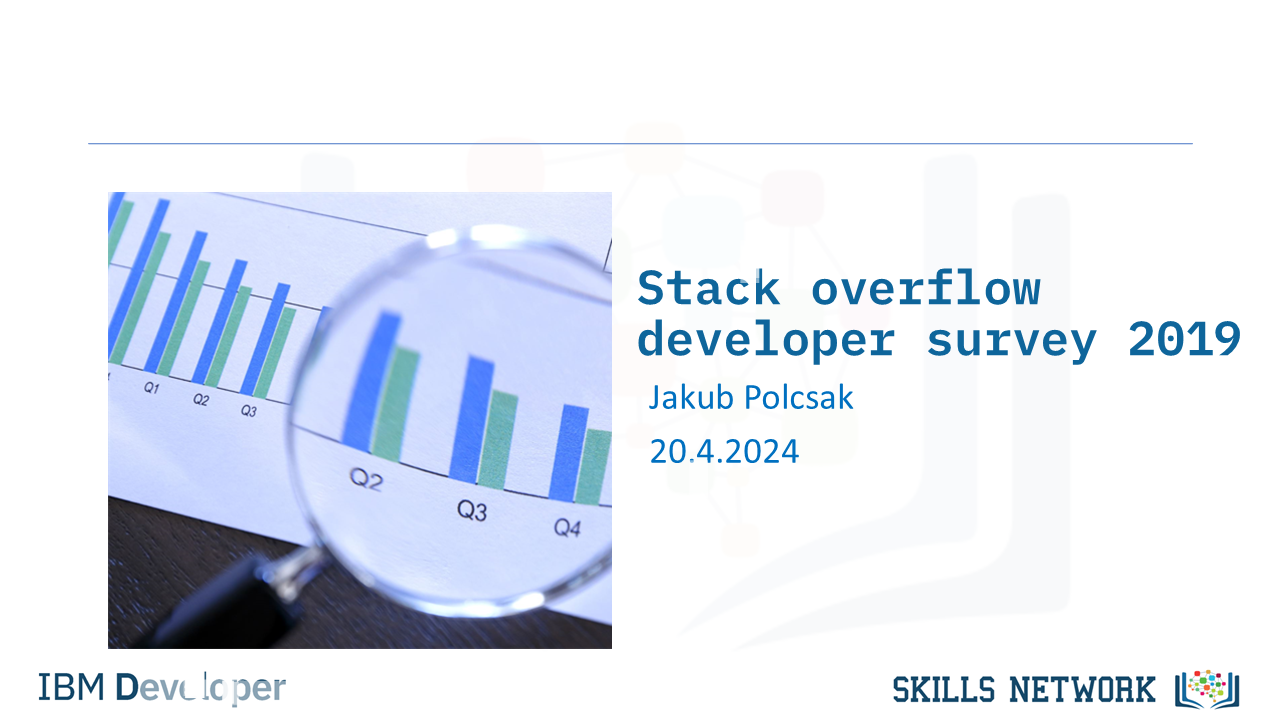 Stack overflow
developer survey 2019
Jakub Polcsak
20.4.2024
Q1
Q2
Q3
Q2
Q3
Q4
IBM Developer
SKILLS NETWORK